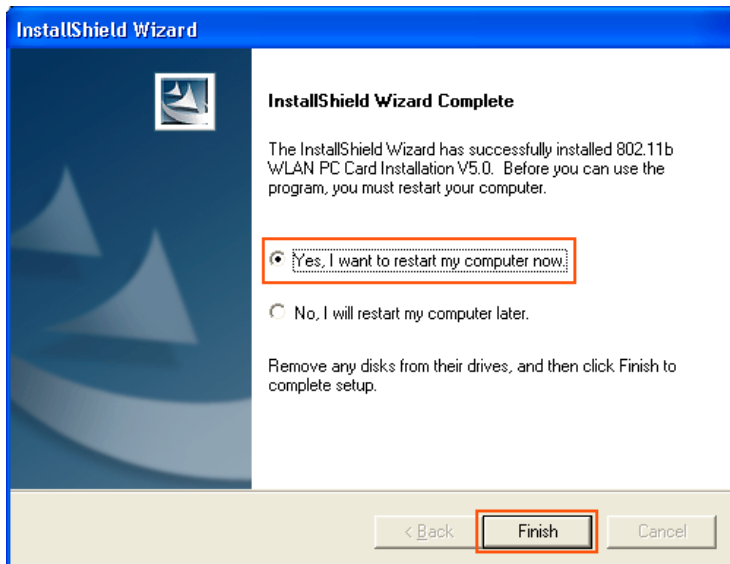 InstallShield Wizard
InstallShield Wizard Complete
The InstallShield Wizard has successfully installed 802.11b
WLAN PC Card Installation V5.0.  Before you can use the
program, you must restart your computer.
Yes, I want to restart my computer now.
No, I will restart my computer later.
Remove any disks from their drives, and then click Finish to
complete setup.
< Back
Finish
Cancel